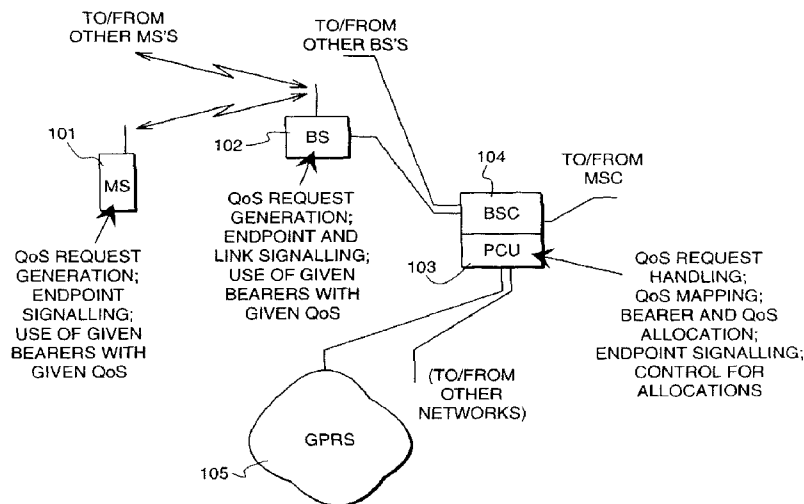 TO/FROM
OTHER MS'S
TO/FROM
OTHER BS'S
101
MS
102
BS
104
BSC
PCU
103
TO/FROM
MSC
QoS REQUEST
GENERATION;
ENDPOINT
SIGNALLING;
USE OF GIVEN
BEARERS WITH
GIVEN QoS
QoS REQUEST
GENERATION;
ENDPOINT AND
LINK SIGNALLING;
USE OF GIVEN
BEARERS WITH
GIVEN QoS
QoS REQUEST
HANDLING;
QoS MAPPING;
BEARER AND QoS
ALLOCATION;
ENDPOINT SIGNALLING;
CONTROL FOR
ALLOCATIONS
(TO/FROM
OTHER
NETWORKS)
GPRS
105